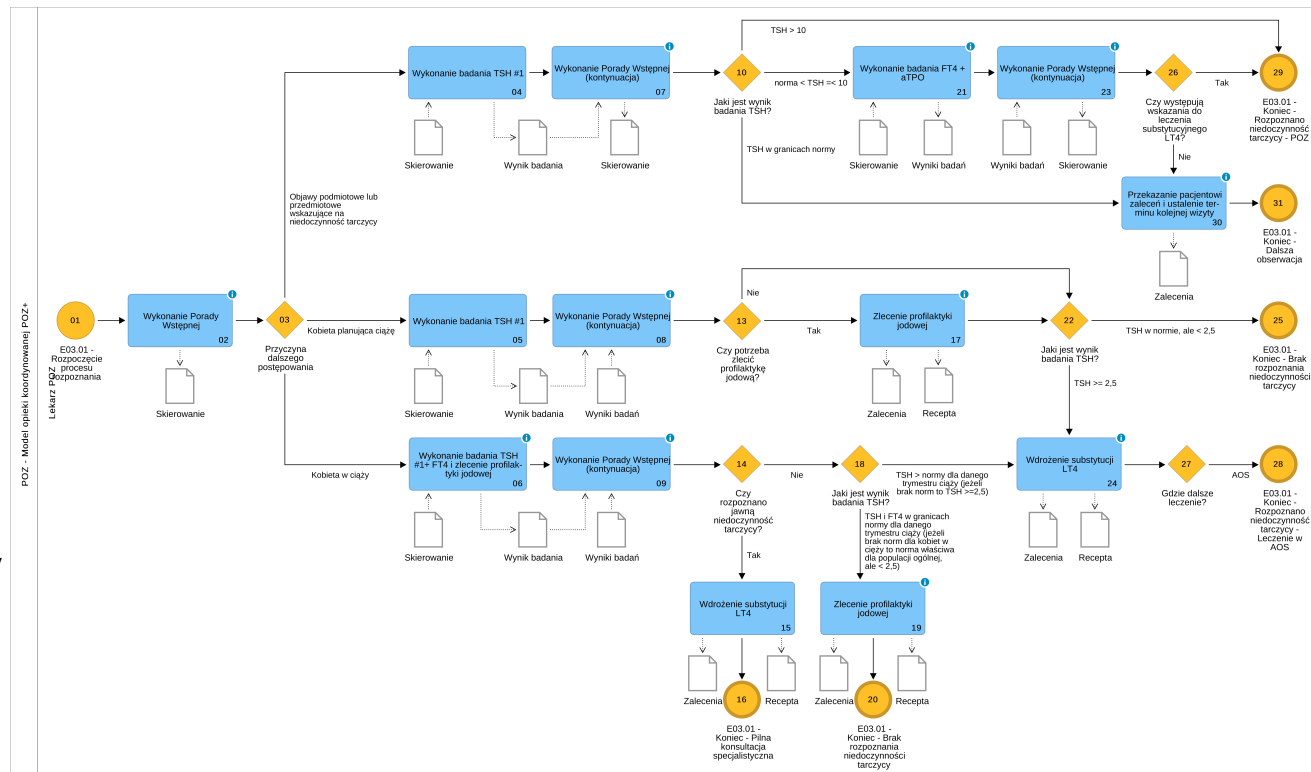 POZ - Model opieki koordynowanej POZ+
Lekarz POZ
01
E03.01 -
Rozpoczęcie
procesu
rozpoznania
Wykonanie Porady
Wstępnej
02
Skierowanie
03
Przyczyna
dalszego
postępowania
Objawy podmiotowe lub
przedmiotowe
wskazujące na
niedoczynność tarczycy
Kobieta planująca ciążę
Kobieta w ciąży
Wykonanie badania TSH #1
04
Skierowanie
Wynik badania
Wykonanie Porady Wstępnej
(kontynuacja)
07
Skierowanie
10
Jaki jest wynik
badania TSH?
TSH > 10
norma < TSH =< 10
TSH w granicach normy
Wykonanie badania FT4 +
aTPO
21
Skierowanie
Wyniki badań
Wykonanie Porady Wstępnej
(kontynuacja)
23
Wyniki badań
Skierowanie
26
Czy występują
wskazania do
leczenia
substytucyjnego
LT4?
Tak
Nie
29
E03.01 -
Koniec -
Rozpoznano
niedoczynność
tarczycy - POZ
Przekazanie pacjentowi
zaleceń i ustalenie ter-
minu kolejnej wizyty
30
Zalecenia
31
E03.01 -
Koniec -
Dalsza
obserwacja
Wykonanie badania TSH #1
05
Skierowanie
Wynik badania
Wykonanie Porady Wstępnej
(kontynuacja)
08
Wyniki badań
13
Czy potrzeba
zlecić
profilaktykę
jodową?
Nie
Tak
Zlecenie profilaktyki
jodowej
17
Zalecenia
Recepta
22
Jaki jest wynik
badania TSH?
TSH w normie, ale < 2,5
TSH >= 2,5
25
E03.01 -
Koniec - Brak
rozpoznania
niedoczynności
tarczycy
Wykonanie badania TSH
#1+ FT4 i zlecenie profilak-
tyki jodowej
06
Skierowanie
Wynik badania
Wykonanie Porady Wstępnej
(kontynuacja)
09
Wyniki badań
14
Czy
rozpoznano
jawną
niedoczynność
tarczycy?
Nie
Tak
18
Jaki jest wynik
badania TSH?
TSH > normy dla danego
trymestru ciąży (jeżeli
brak norm to TSH >=2,5)
TSH i FT4 w granicach
normy dla danego
trymestru ciąży (jeżeli
brak norm dla kobiet w
cięży to norma właściwa
dla populacji ogólnej,
ale < 2,5)
Wdrożenie substytucji
LT4
24
Zalecenia
Recepta
27
Gdzie dalsze
leczenie?
AOS
28
E03.01 -
Koniec -
Rozpoznano
niedoczynność
tarczycy -
Leczenie w
AOS
Wdrożenie substytucji
LT4
15
Zalecenia
Recepta
16
E03.01 -
Koniec - Pilna
konsultacja
specjalistyczna
Zlecenie profilaktyki
jodowej
19
Zalecenia
Recepta
20
E03.01 -
Koniec - Brak
rozpoznania
niedoczynności
tarczycy